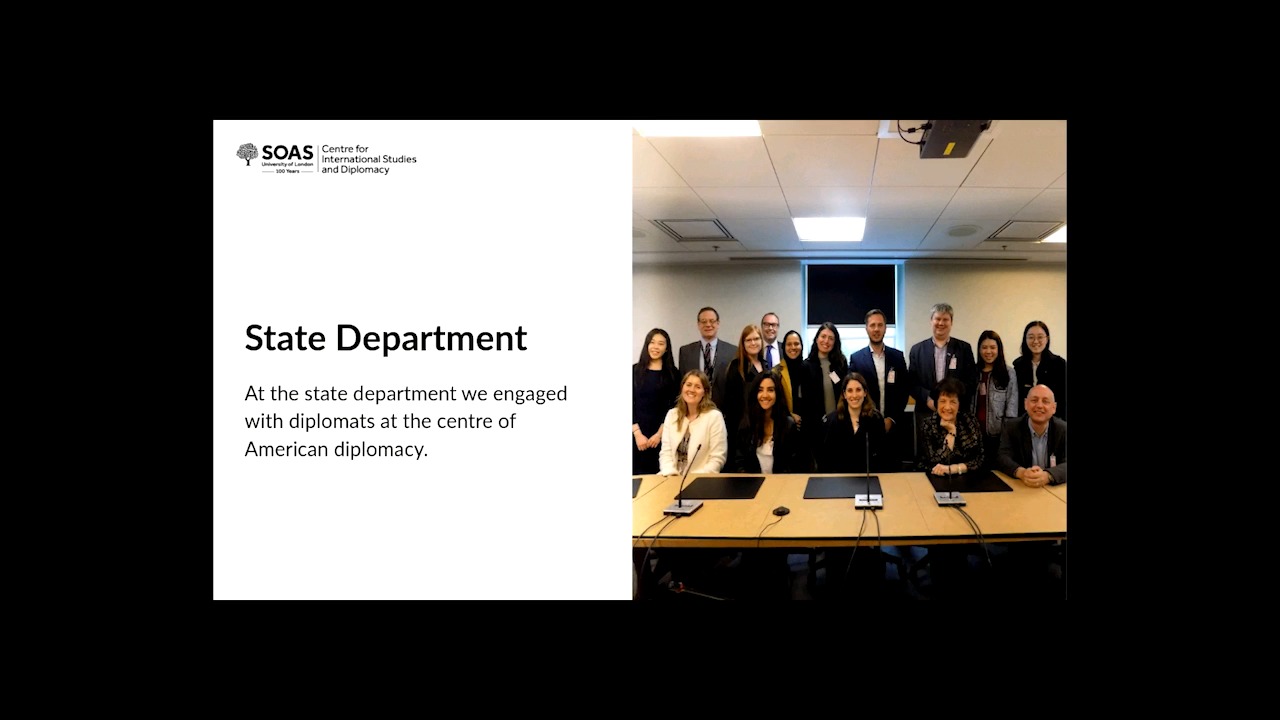 SOAS
University of London
100 Years
Centre for
International Studies
and Diplomacy
State Department
At the state department we engaged
with diplomats at the centre of
American diplomacy.